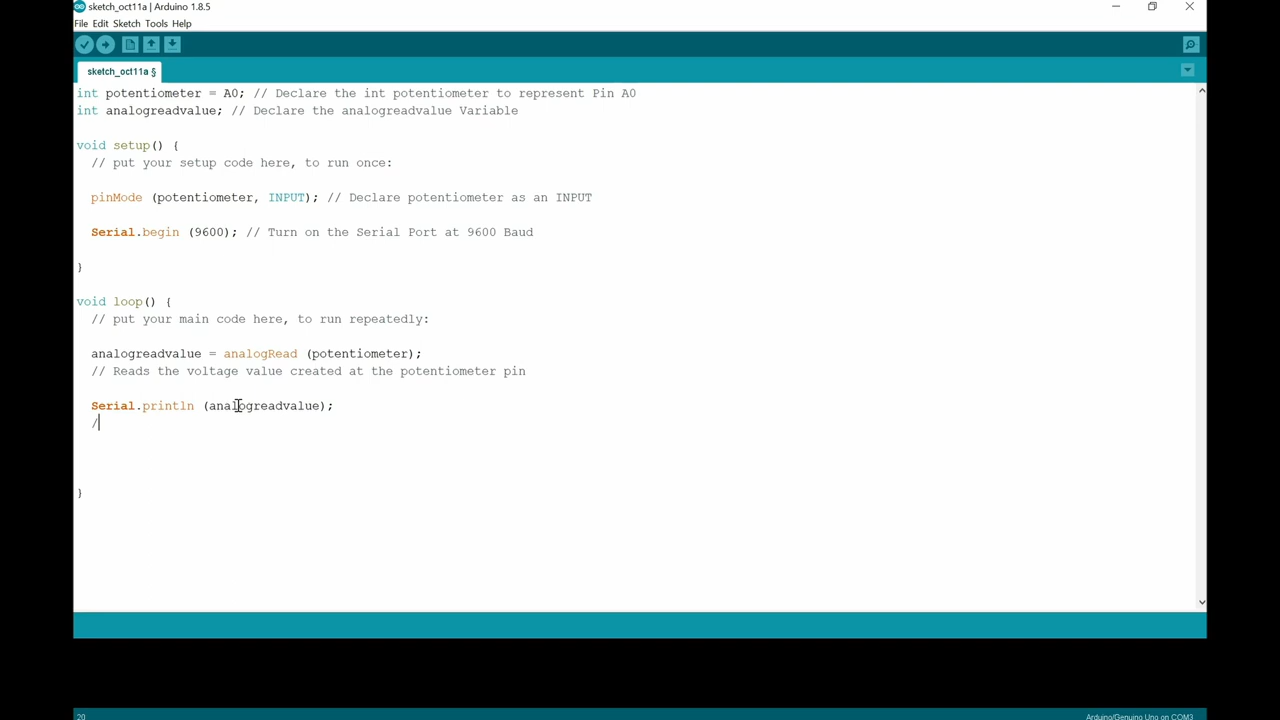 sketch_oct11a | Arduino 1.8.5
File Edit Sketch Tools Help
sketch_oct11a §
int potentiometer = A0; // Declare the int potentiometer to represent Pin A0
int analogreadvalue; // Declare the analogreadvalue Variable
void setup() {
// put your setup code here, to run once:
pinMode (potentiometer, INPUT); // Declare potentiometer as an INPUT
Serial.begin (9600); // Turn on the Serial Port at 9600 Baud
}
void loop() {
// put your main code here, to run repeatedly:
analogreadvalue = analogRead (potentiometer);
// Reads the voltage value created at the potentiometer pin
Serial.println (analogreadvalue);
/
}
20
Arduino/Genuino Uno on COM3